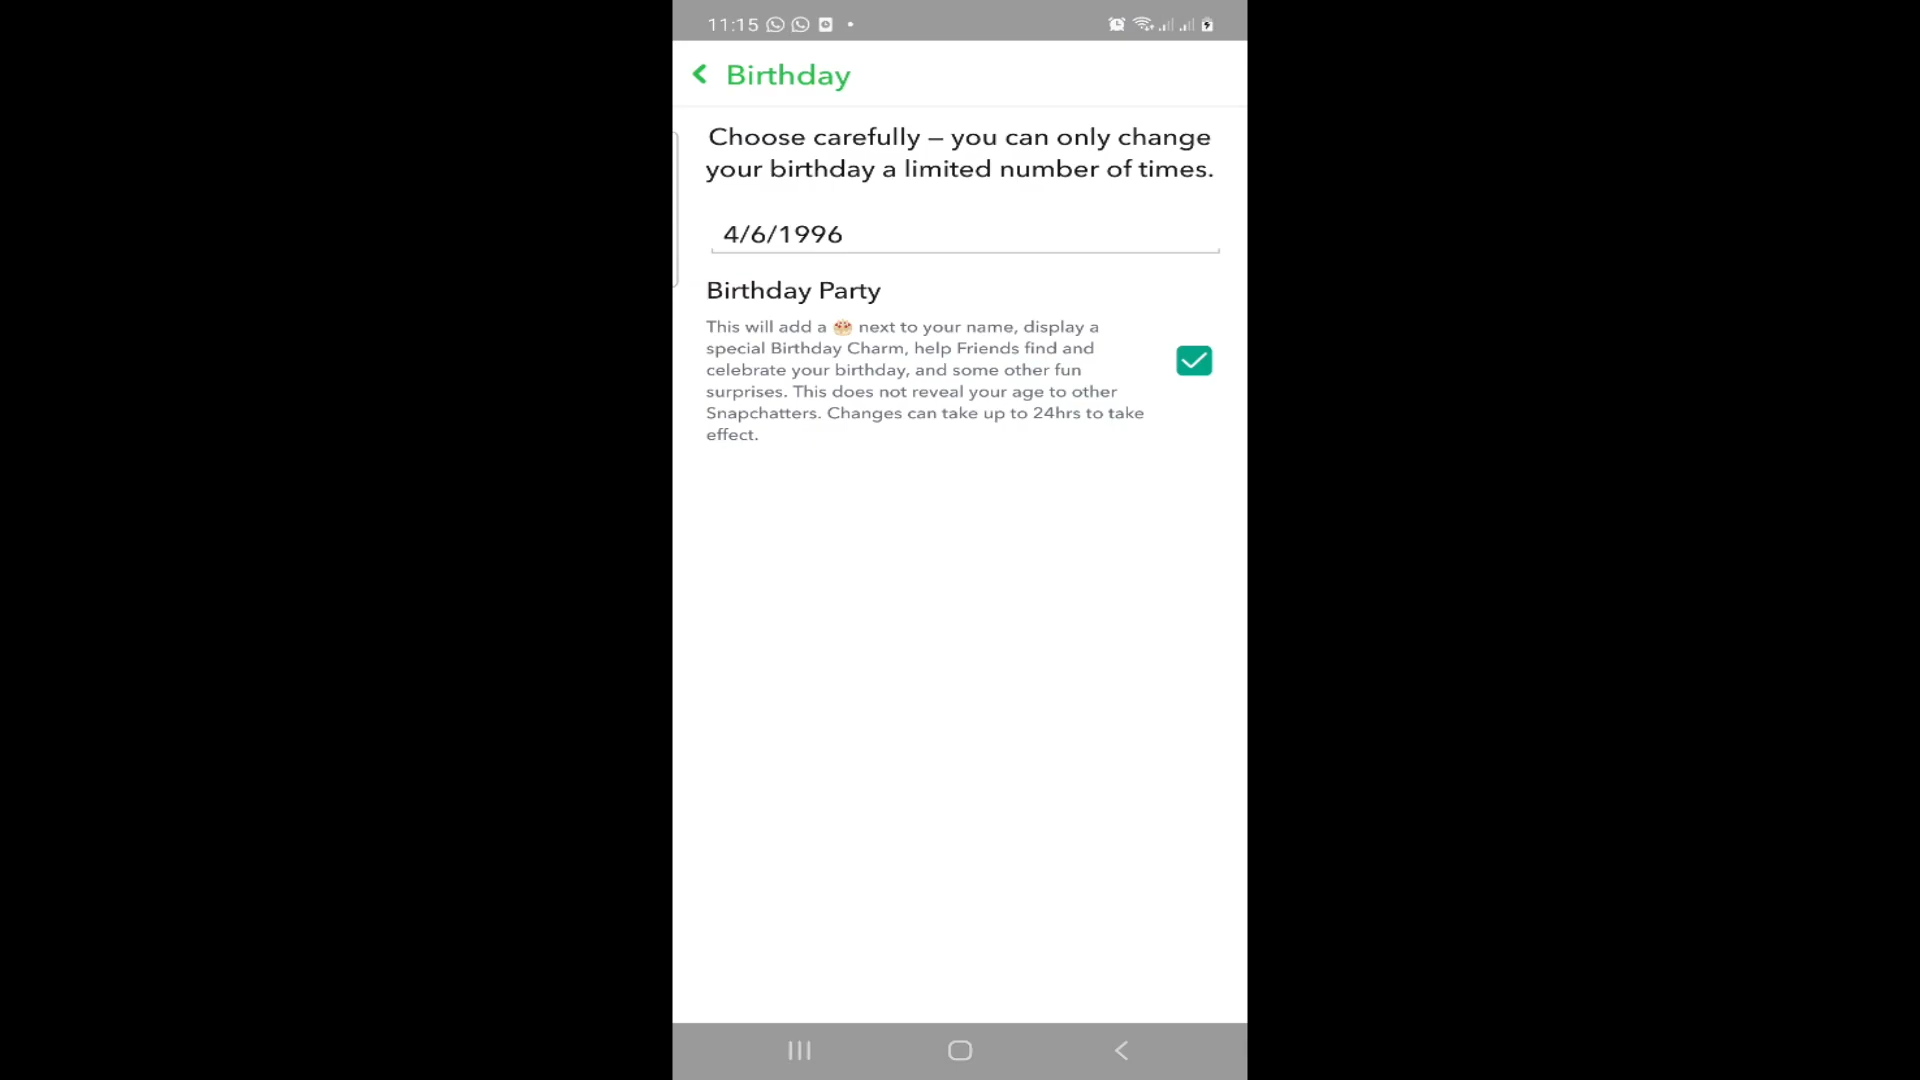 11:15
Birthday
Choose carefully – you can only change
your birthday a limited number of times.
4/6/1996
Birthday Party
This will add a 🎂 next to your name, display a
special Birthday Charm, help Friends find and
celebrate your birthday, and some other fun
surprises. This does not reveal your age to other
Snapchatters. Changes can take up to 24hrs to take
effect.